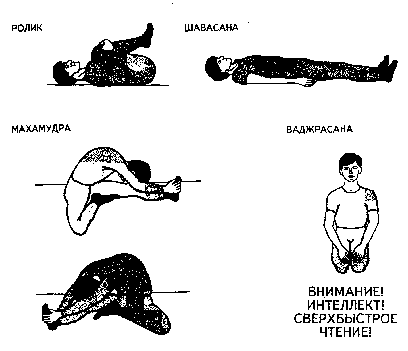 РОЛИК
ШАВАСАНА
МАХАМУДРА
ВАДЖРАСАНА
ВНИМАНИЕ!
ИНТЕЛЛЕКТ!
СВЕРХБЫСТРОЕ
ЧТЕНИЕ!